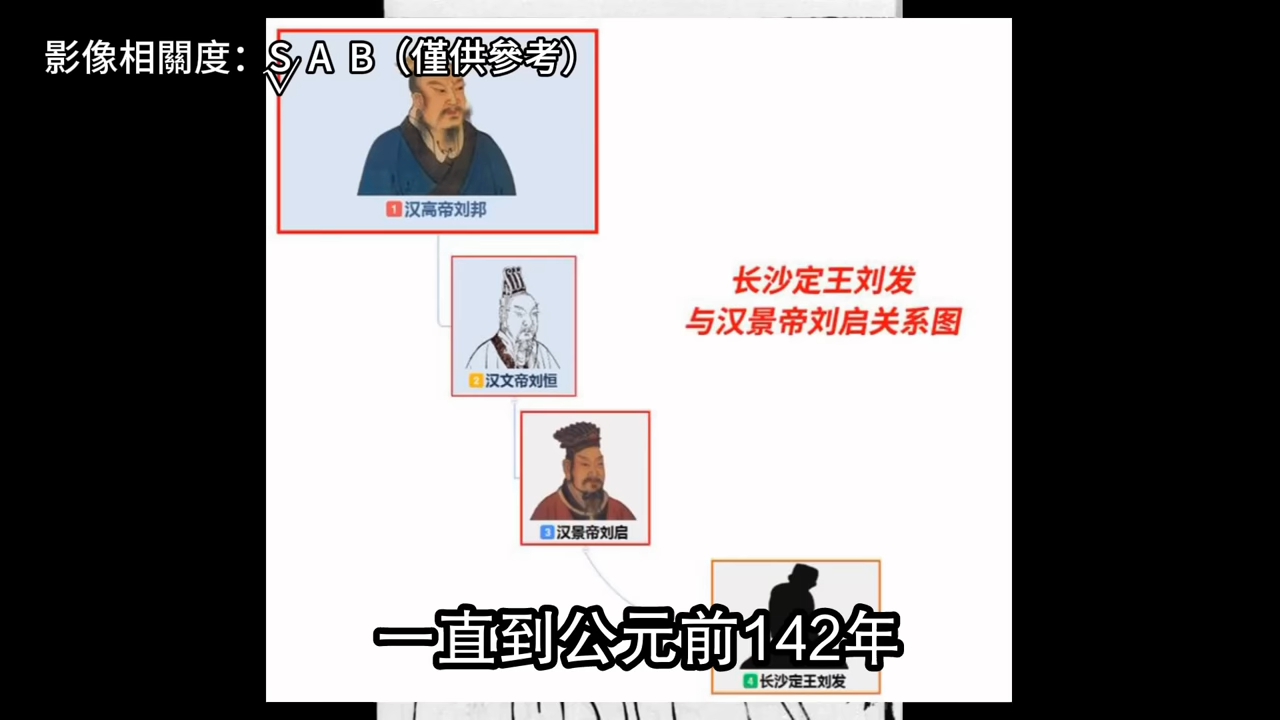 影像相關度：S A B（僅供參考）
1 汉高帝刘邦
2 汉文帝刘恒
长沙定王刘发
与汉景帝刘启关系图
3 汉景帝刘启
一直到公元前142年
4 长沙定王刘发